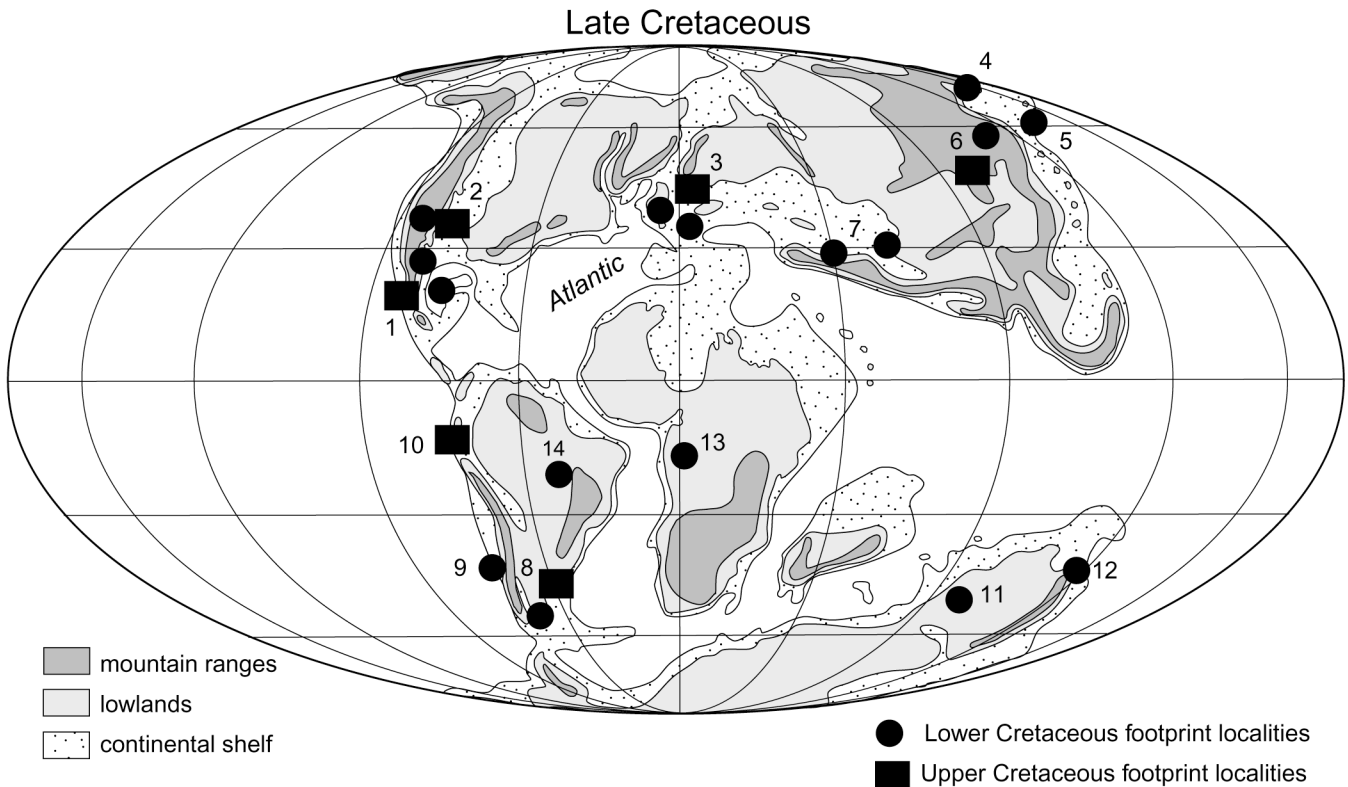 Late Cretaceous
4
5
6
3
2
7
Atlantic
1
10
14
13
9
8
11
12
mountain ranges
lowlands
continental shelf
Lower Cretaceous footprint localities
Upper Cretaceous footprint localities